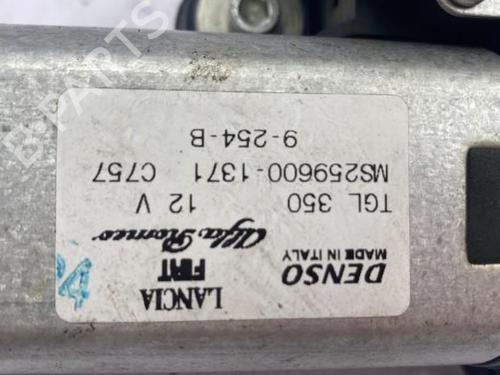 LANCIA
FIAT
Alfa Romeo
DENSO
MADE IN ITALY
TGL 350 12 V
MS259600-1371 C757
9-254-B
B-PARTS